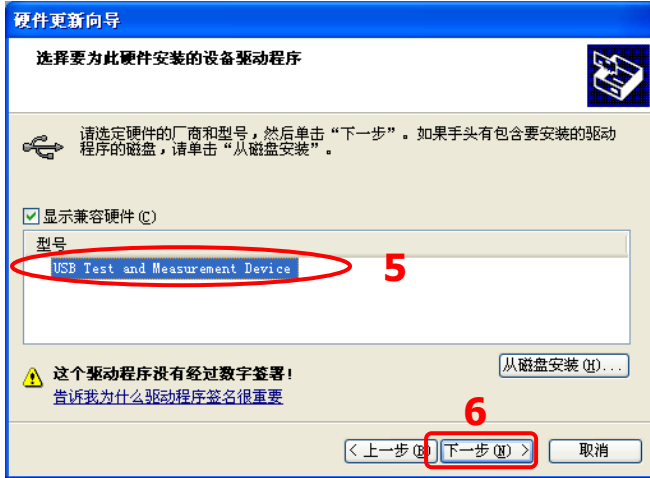 硬件更新向导
选择要为此硬件安装的设备驱动程序
请选定硬件的厂商和型号，然后单击“下一步”。如果手头有包含要安装的驱动
程序的磁盘，请单击“从磁盘安装”。
显示兼容硬件(C)
型号
USB Test and Measurement Device
5
这个驱动程序没有经过数字签署!
从磁盘安装(H)...
告诉我为什么驱动程序签名很重要
6
< 上一步(B) 下一步(N) > 取消